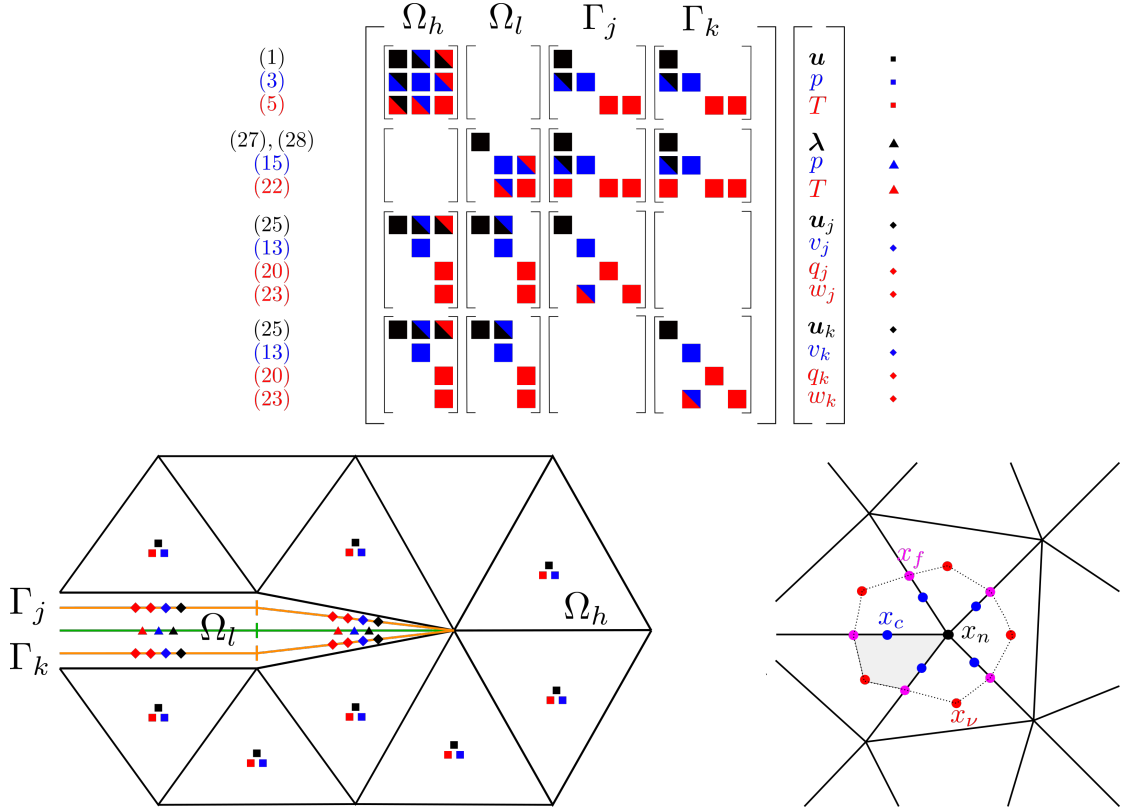 Ω_h Ω_l Γ_j Γ_k
(1) u
(3) p
(5) T
(27), (28) λ
(15) p
(22) T
(25) u_j
(13) v_j
(20) q_j
(23) w_j
(25) u_k
(13) v_k
(20) q_k
(23) w_k
Γ_j
Ω_l
Ω_h
Γ_k
x_f
x_c
x_n
x_ν